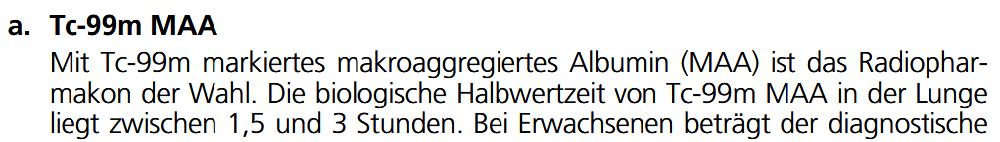 a. Tc-99m MAA
Mit Tc-99m markiertes makroaggregiertes Albumin (MAA) ist das Radiophar-
makon der Wahl. Die biologische Halbwertzeit von Tc-99m MAA in der Lunge
liegt zwischen 1,5 und 3 Stunden. Bei Erwachsenen beträgt der diagnostische